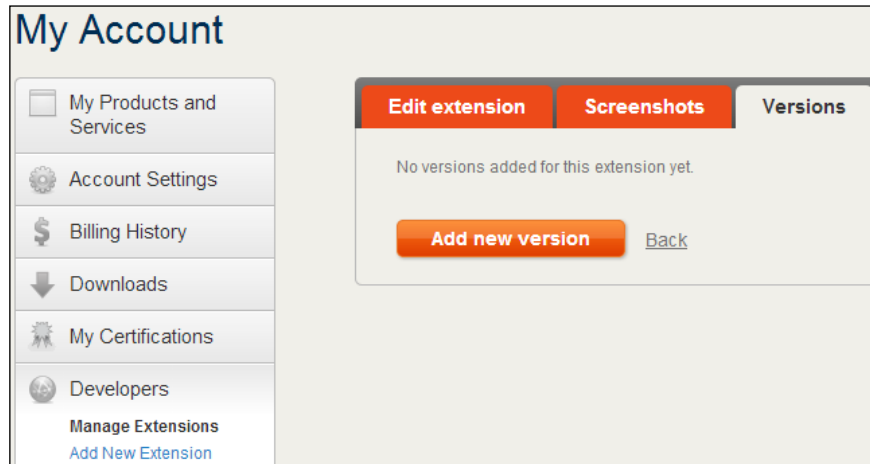 My Account
My Products and
Services
Account Settings
Billing History
Downloads
My Certifications
Developers
Manage Extensions
Add New Extension
Edit extension
Screenshots
Versions
No versions added for this extension yet.
Add new version
Back